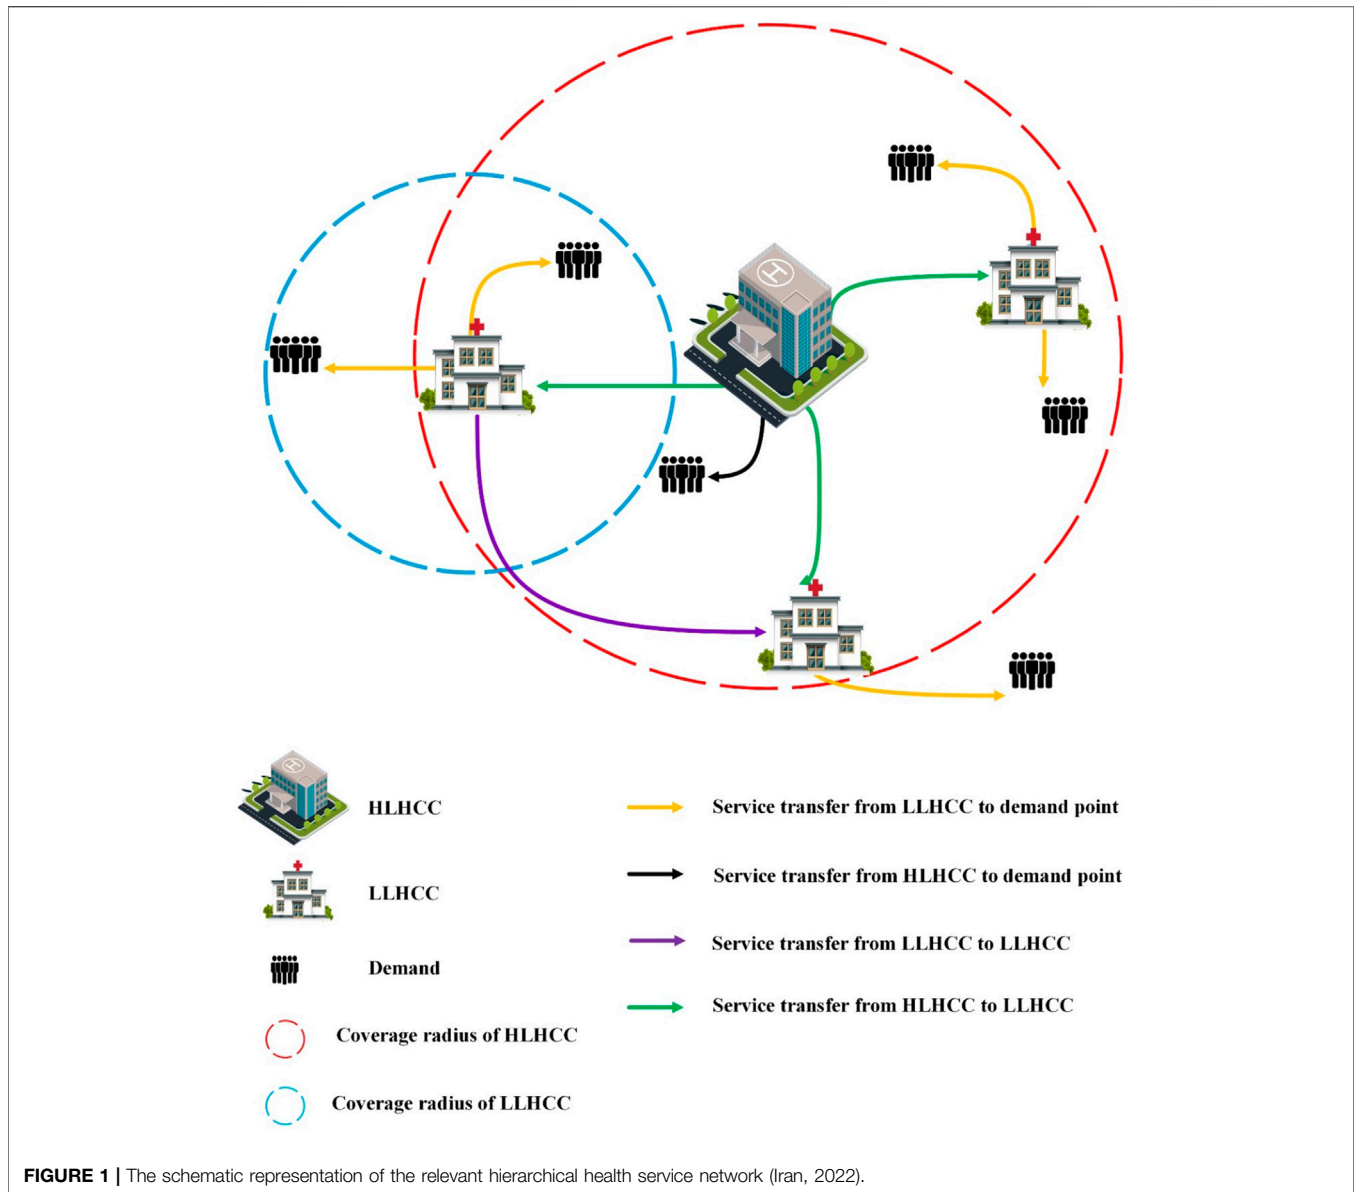 H
H
HLHCC
LLHCC
Demand
Coverage radius of HLHCC
Coverage radius of LLHCC
Service transfer from LLHCC to demand point
Service transfer from HLHCC to demand point
Service transfer from LLHCC to LLHCC
Service transfer from HLHCC to LLHCC
FIGURE 1 | The schematic representation of the relevant hierarchical health service network (Iran, 2022).